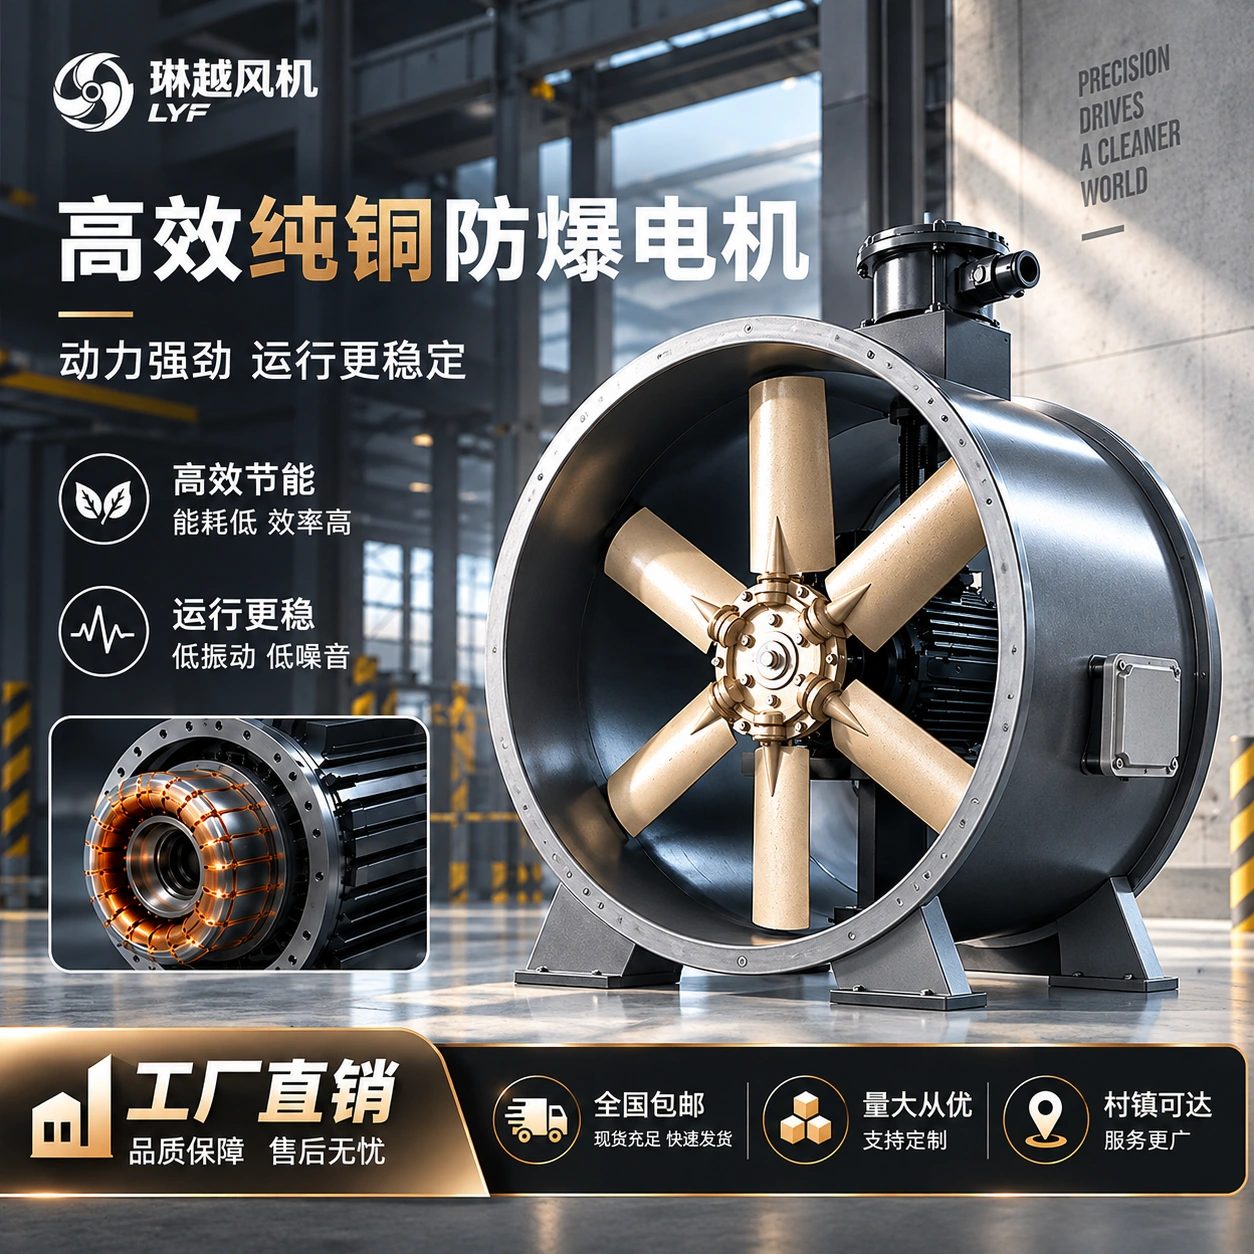 琳越风机
LYF
PRECISION
DRIVES
A CLEANER
WORLD
高效纯铜防爆电机
动力强劲 运行更稳定
高效节能
能耗低 效率高
运行更稳
低振动 低噪音
工厂直销
品质保障 售后无忧
全国包邮
现货充足 快速发货
量大从优
支持定制
村镇可达
服务更广